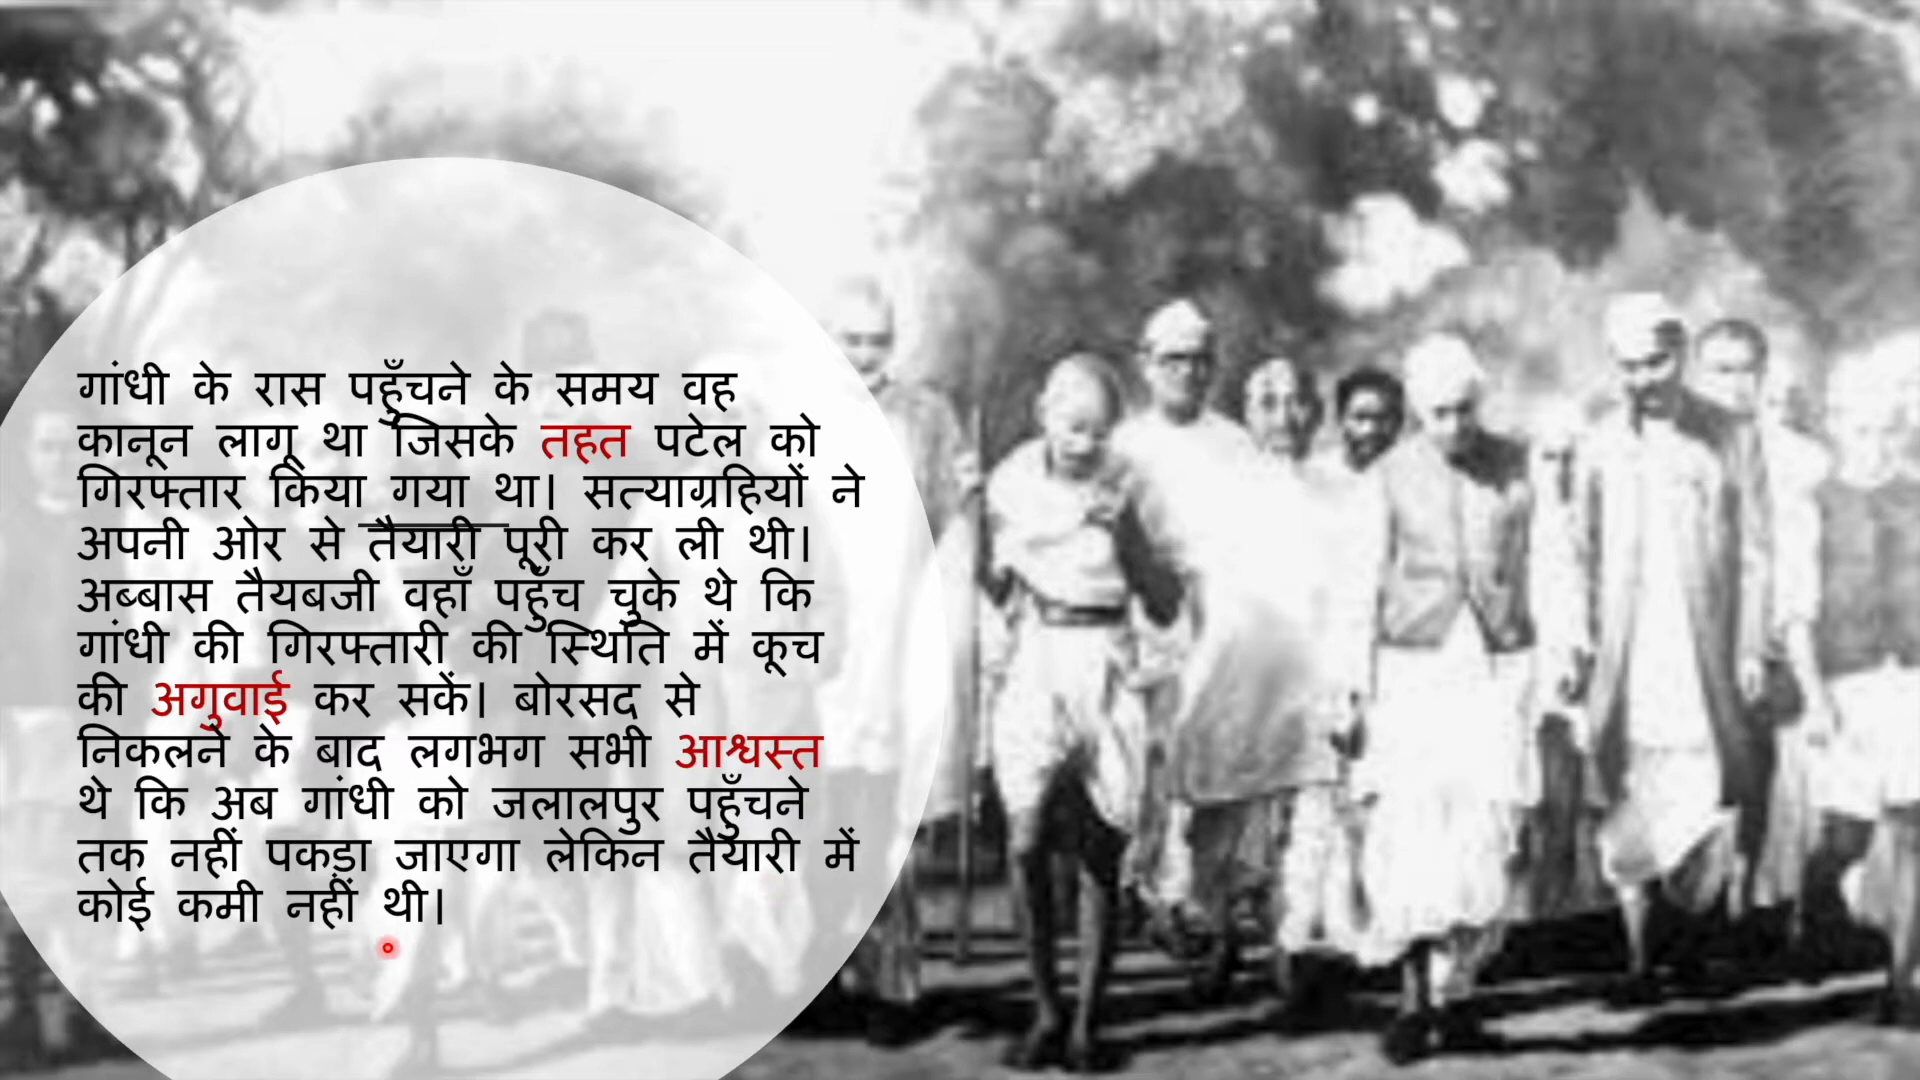 गांधी के रास पहुँचने के समय वह
कानून लागू था जिसके तहत पटेल को
गिरफ्तार किया गया था। सत्याग्रहियों ने
अपनी ओर से तैयारी पूरी कर ली थी।
अब्बास तैयबजी वहाँ पहुँच चुके थे कि
गांधी की गिरफ्तारी की स्थिति में कूच
की अगुवाई कर सकें। बोरसद से
निकलने के बाद लगभग सभी आश्वस्त
थे कि अब गांधी को जलालपुर पहुँचने
तक नहीं पकड़ा जाएगा लेकिन तैयारी में
कोई कमी नहीं थी।